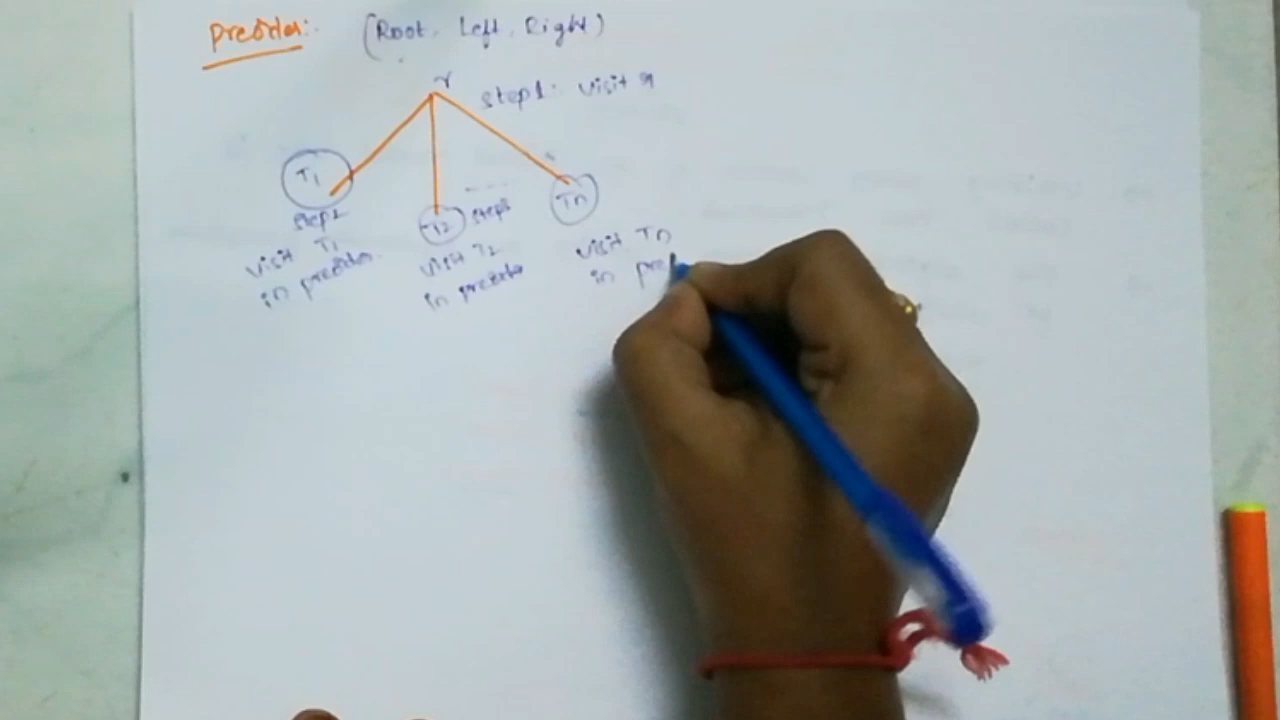 Preorder:. (Root, Left, Right)
r
step1: visit r
T1
T2
Tn
step2
visit T1
in preorder.
step3
visit T2
in preorder
visit Tn
in pre